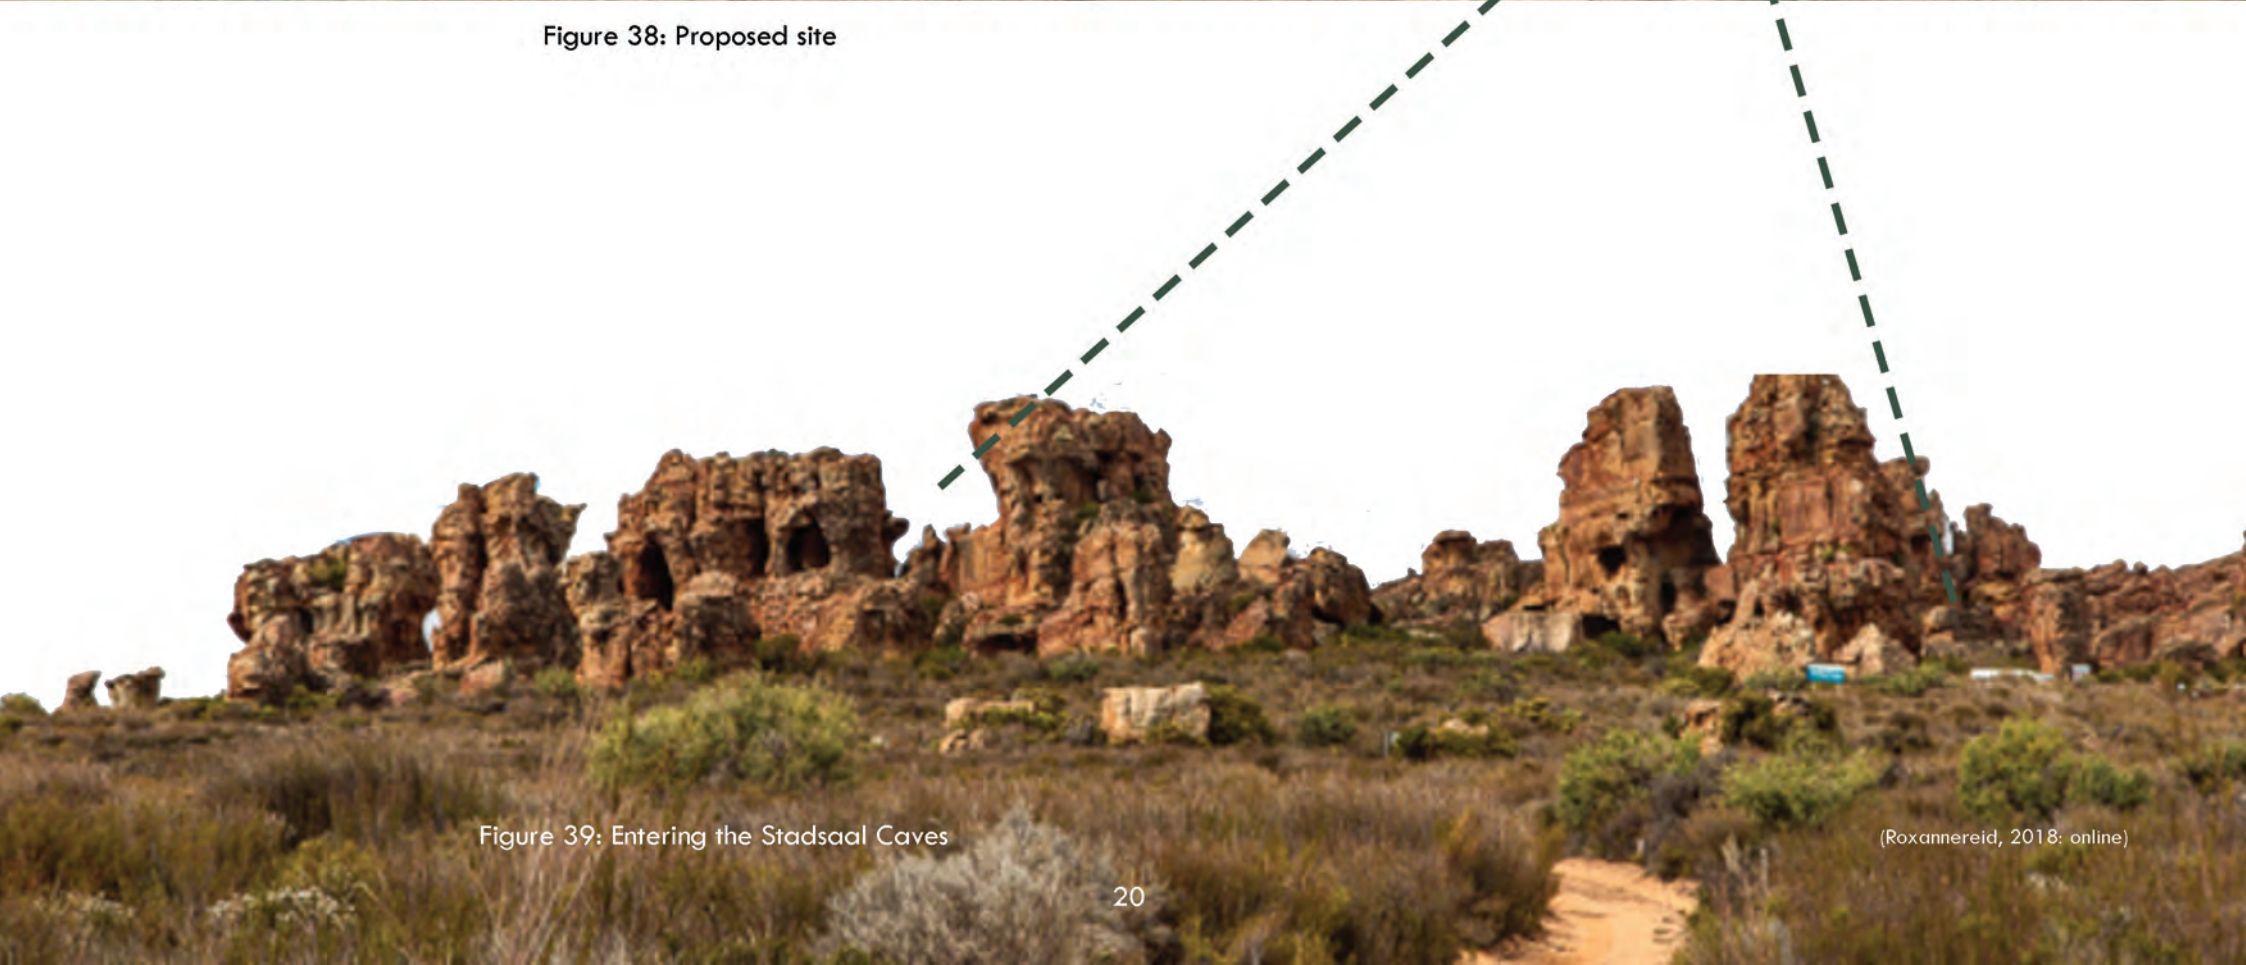 Figure 38: Proposed site
Figure 39: Entering the Stadsaal Caves
(Roxannereid, 2018: online)
20